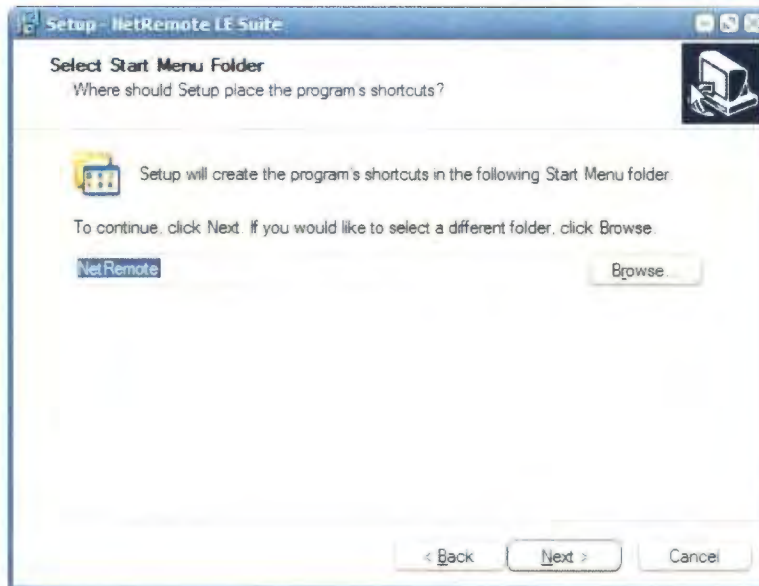 Setup - NetRemote LE Suite
Select Start Menu Folder
Where should Setup place the program's shortcuts?
Setup will create the program's shortcuts in the following Start Menu folder
To continue, click Next. If you would like to select a different folder, click Browse.
NetRemote
Browse...
< Back
Next >
Cancel